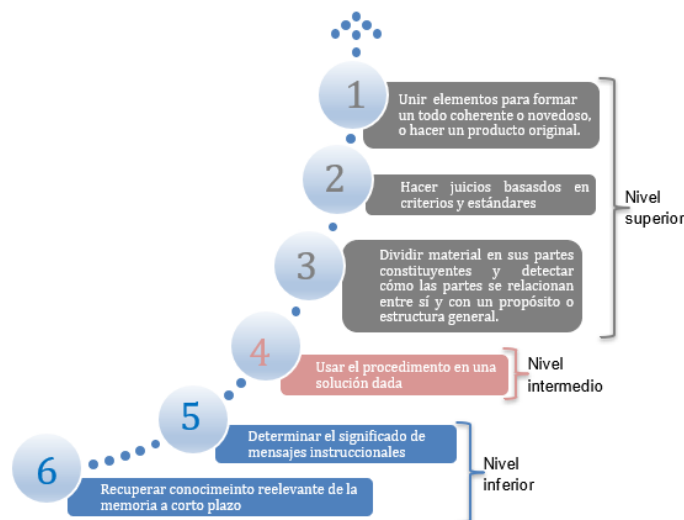 1
Unir elementos para formar
un todo coherente o novedoso,
o hacer un producto original.
2
Hacer juicios basasdos en
criterios y estándares
Nivel
superior
3
Dividir material en sus partes
constituyentes y detectar
cómo las partes se relacionan
entre sí y con un propósito o
estructura general.
4
Usar el procedimento en una
solución dada
Nivel
intermedio
5
Determinar el significado de
mensajes instruccionales
Nivel
inferior
6
Recuperar conocimeinto reelevante de la
memoria a corto plazo